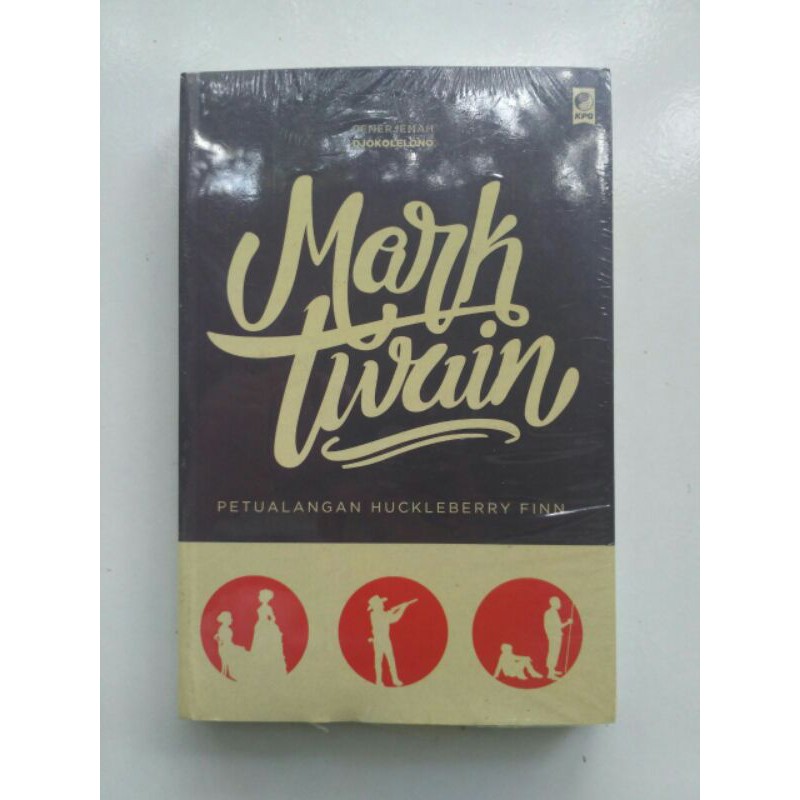 KPG
PENERJEMAH
DJOKOLELONO
Mark
Twain
PETUALANGAN HUCKLEBERRY FINN